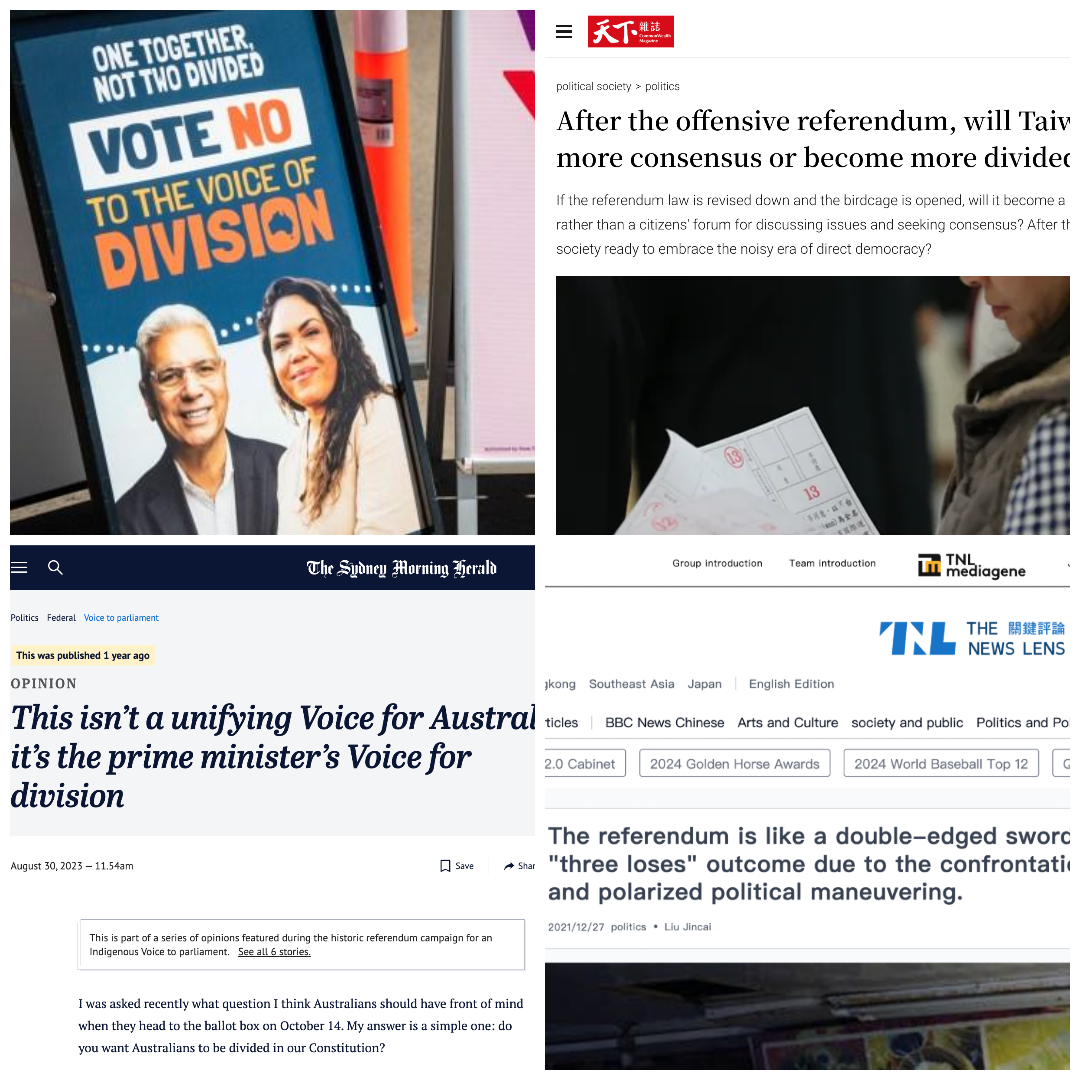 ONE TOGETHER,
NOT TWO DIVIDED
VOTE NO
TO THE VOICE OF
DIVISION
天下 雜誌
CommonWealth
Magazine
political society > politics
After the offensive referendum, will
more consensus or become more
If the referendum law is revised down and the birdcage is opened, will it become a
rather than a citizens' forum for discussing issues and seeking consensus? After
society ready to embrace the noisy era of direct democracy?
13
13
12
The Sydney Morning Herald
Politics Federal Voice to parliament
This was published 1 year ago
OPINION
This isn't a unifying Voice for
it's the prime minister's Voice for
division
August 30, 2023 — 11.54am
Save
This is part of a series of opinions featured during the historic referendum campaign for an
Indigenous Voice to parliament. See all 6 stories.
I was asked recently what question I think Australians should have front of mind
when they head to the ballot box on October 14. My answer is a simple one: do
you want Australians to be divided in our Constitution?
Group introduction Team introduction TNL
mediagene
TNL THE 關鍵評論
NEWS LENS
Southeast Asia Japan | English Edition
| BBC News Chinese Arts and Culture society and public Politics and
2.0 Cabinet 2024 Golden Horse Awards 2024 World Baseball Top 12
The referendum is like a double-edged sword
"three loses" outcome due to the
and polarized political maneuvering.
2021/12/27 politics • Liu Jincai